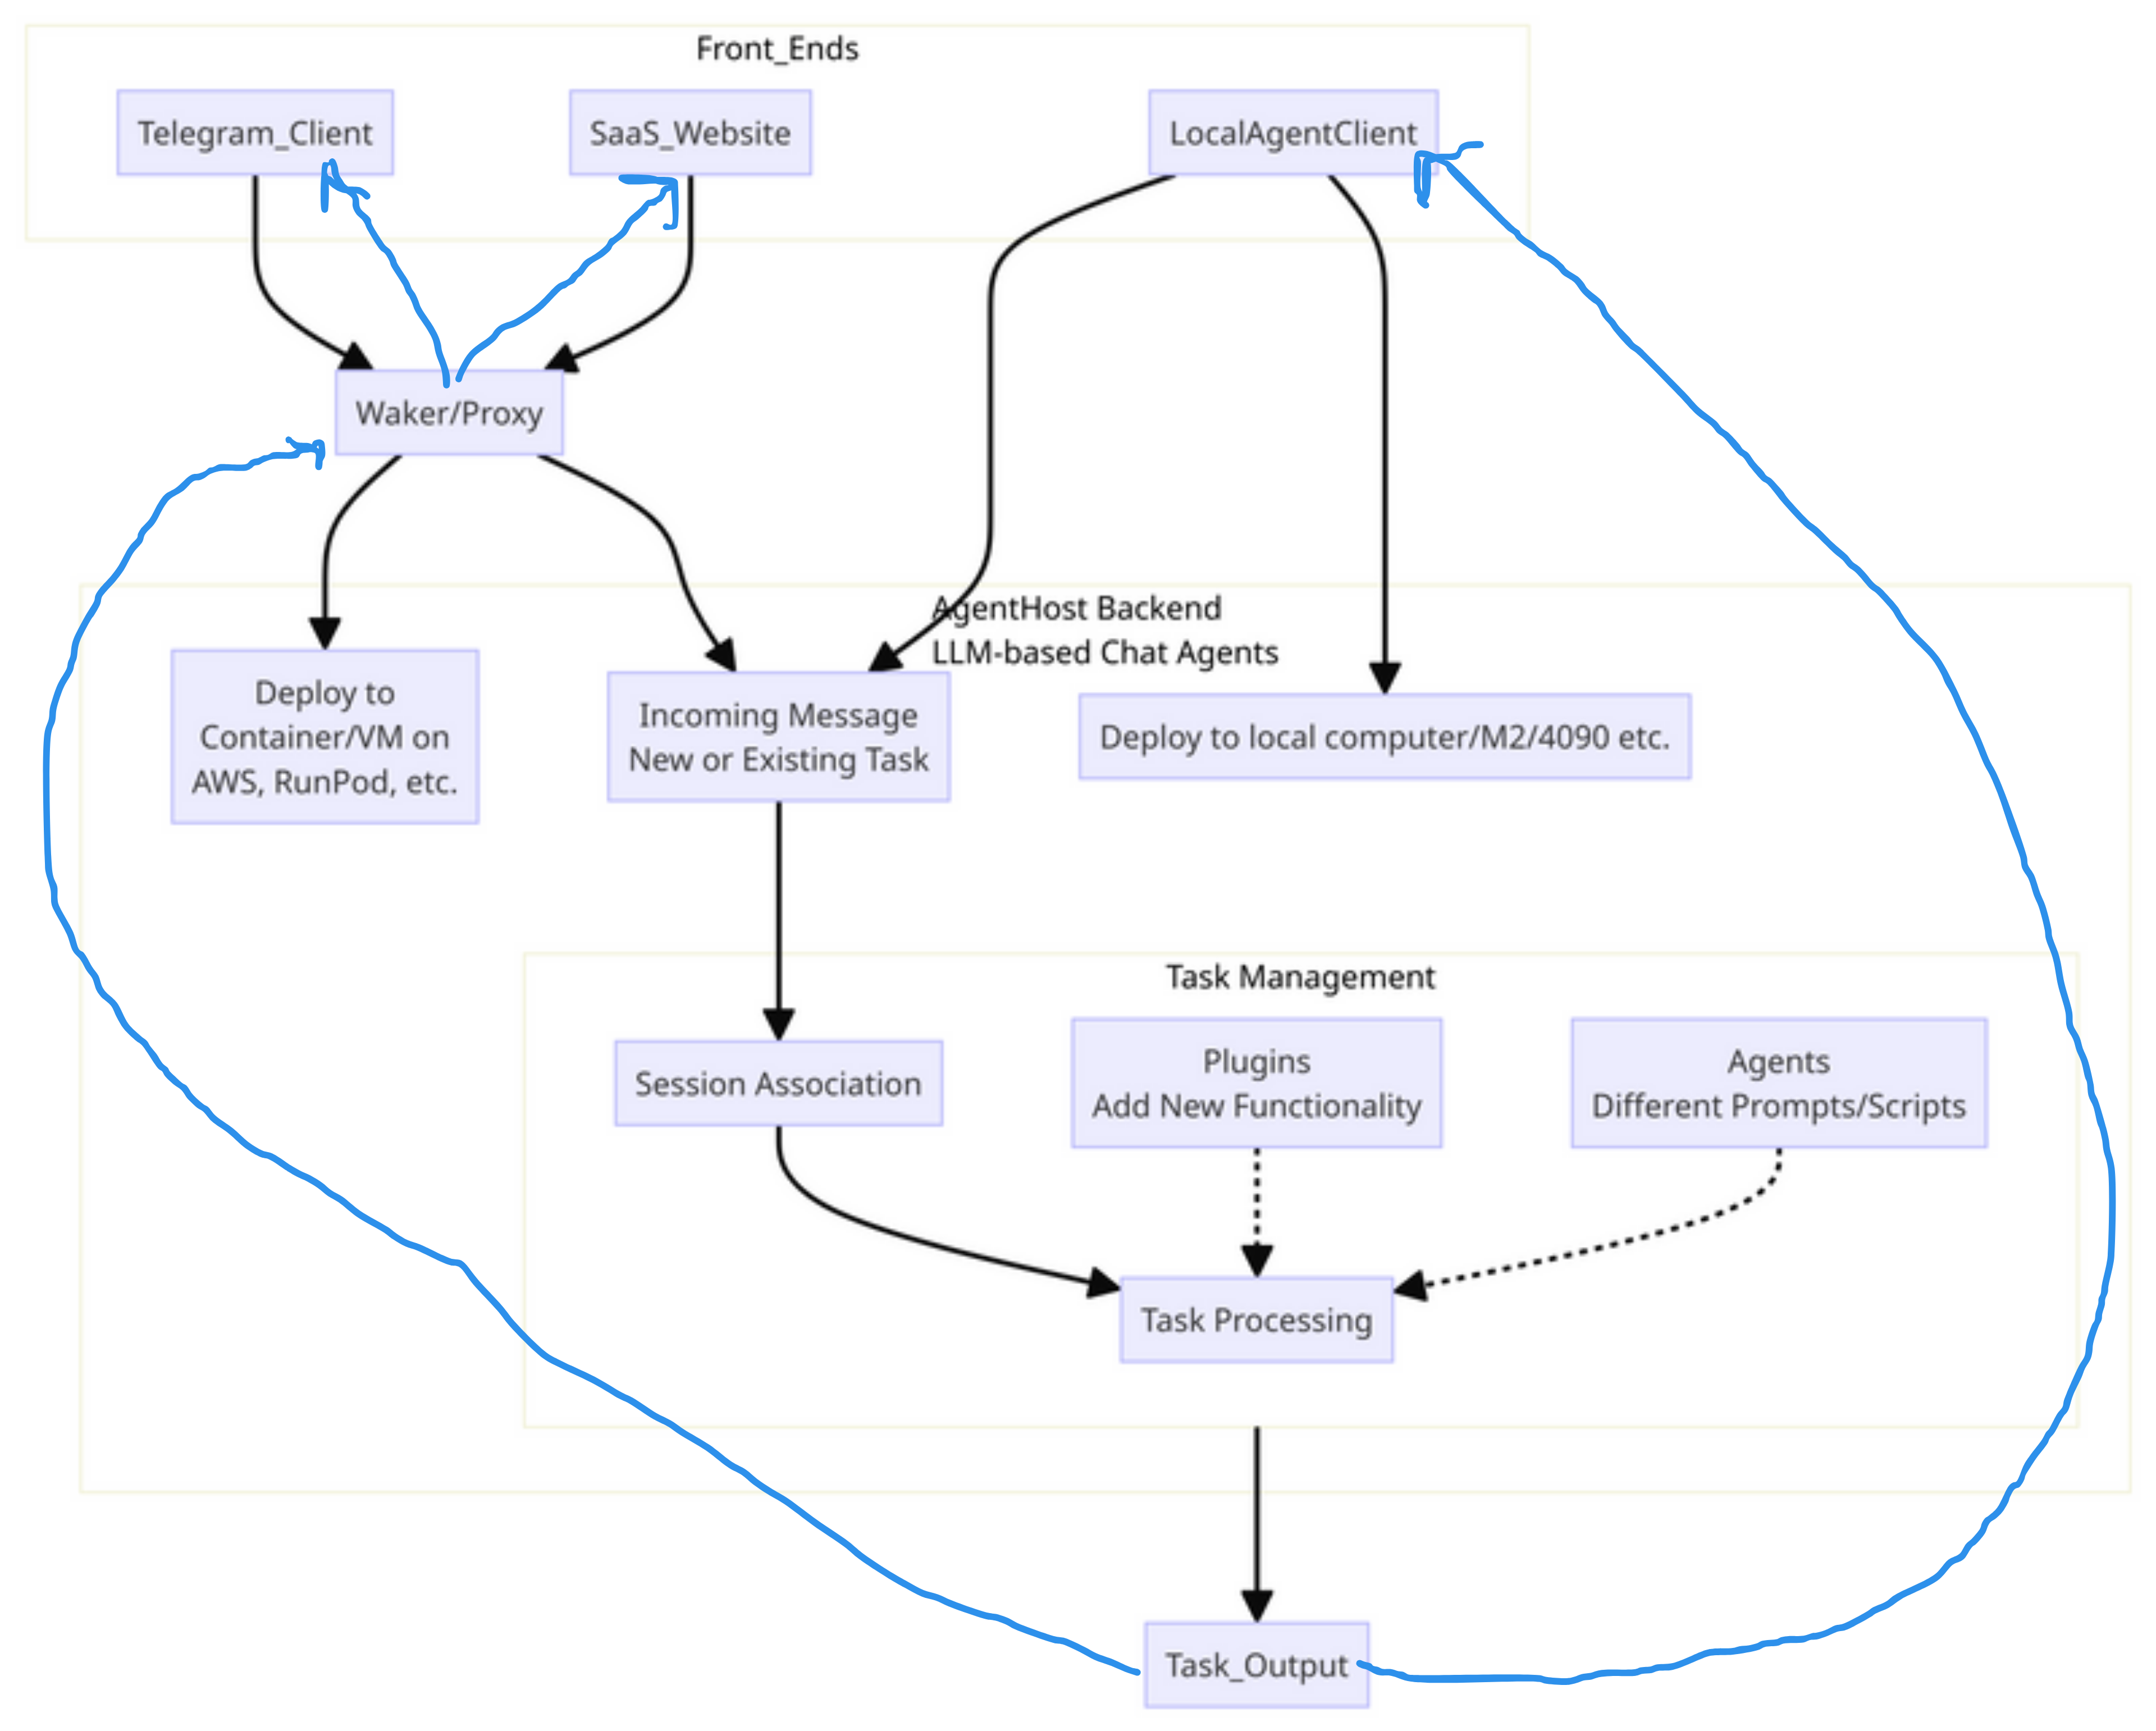 Front_Ends
Telegram_Client
SaaS_Website
LocalAgentClient
Waker/Proxy
AgentHost Backend
LLM-based Chat Agents
Deploy to
Container/VM on
AWS, RunPod, etc.
Incoming Message
New or Existing Task
Deploy to local computer/M2/4090 etc.
Task Management
Session Association
Plugins
Add New Functionality
Agents
Different Prompts/Scripts
Task Processing
Task_Output